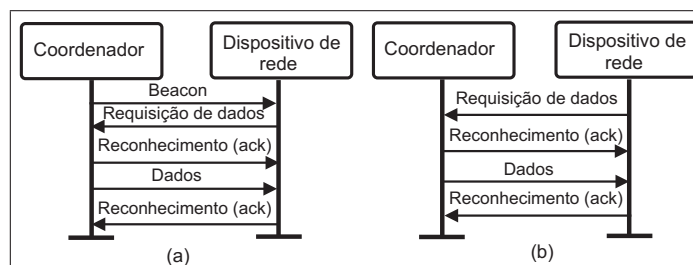 Coordenador
Dispositivo de
rede
Beacon
Requisição de dados
Reconhecimento (ack)
Dados
Reconhecimento (ack)
(a)
Coordenador
Dispositivo de
rede
Requisição de dados
Reconhecimento (ack)
Dados
Reconhecimento (ack)
(b)